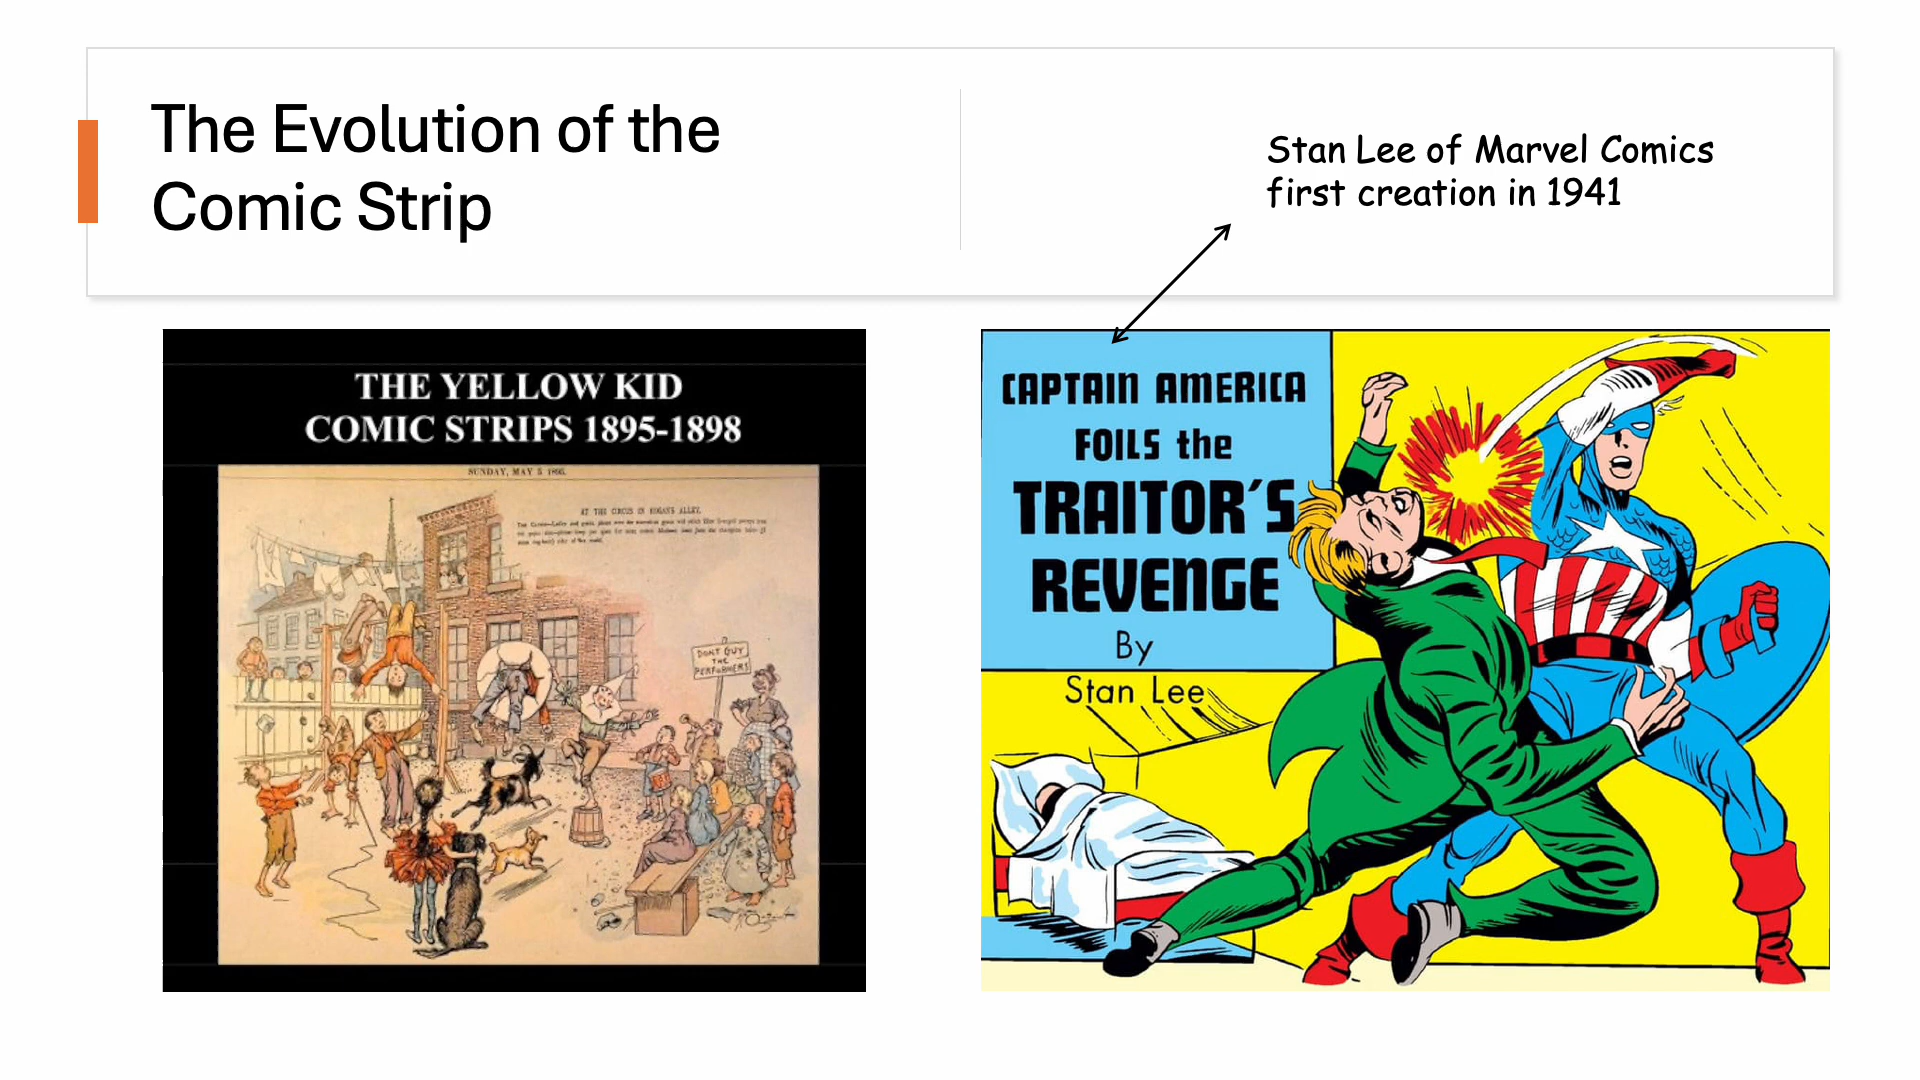 The Evolution of the
Comic Strip
Stan Lee of Marvel Comics
first creation in 1941
THE YELLOW KID
COMIC STRIPS 1895-1898
SUNDAY, MAY 3 1896.
AT THE CIRCUS IN HOGAN'S ALLEY.
DONT GUY
THE
PERFORMERS
CAPTAIN AMERICA
FOILS the
TRAITOR'S
REVENGE
By
Stan Lee